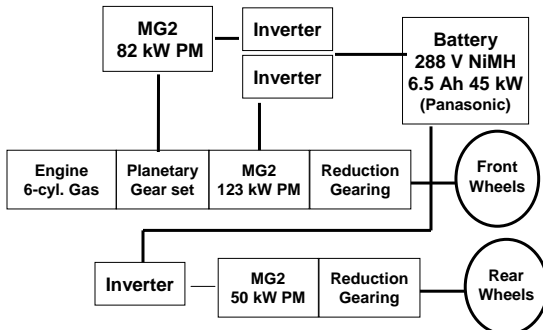 MG2
82 kW PM
Inverter
Inverter
Battery
288 V NiMH
6.5 Ah 45 kW
(Panasonic)
Engine
6-cyl. Gas
Planetary
Gear set
MG2
123 kW PM
Reduction
Gearing
Front
Wheels
Inverter
MG2
50 kW PM
Reduction
Gearing
Rear
Wheels